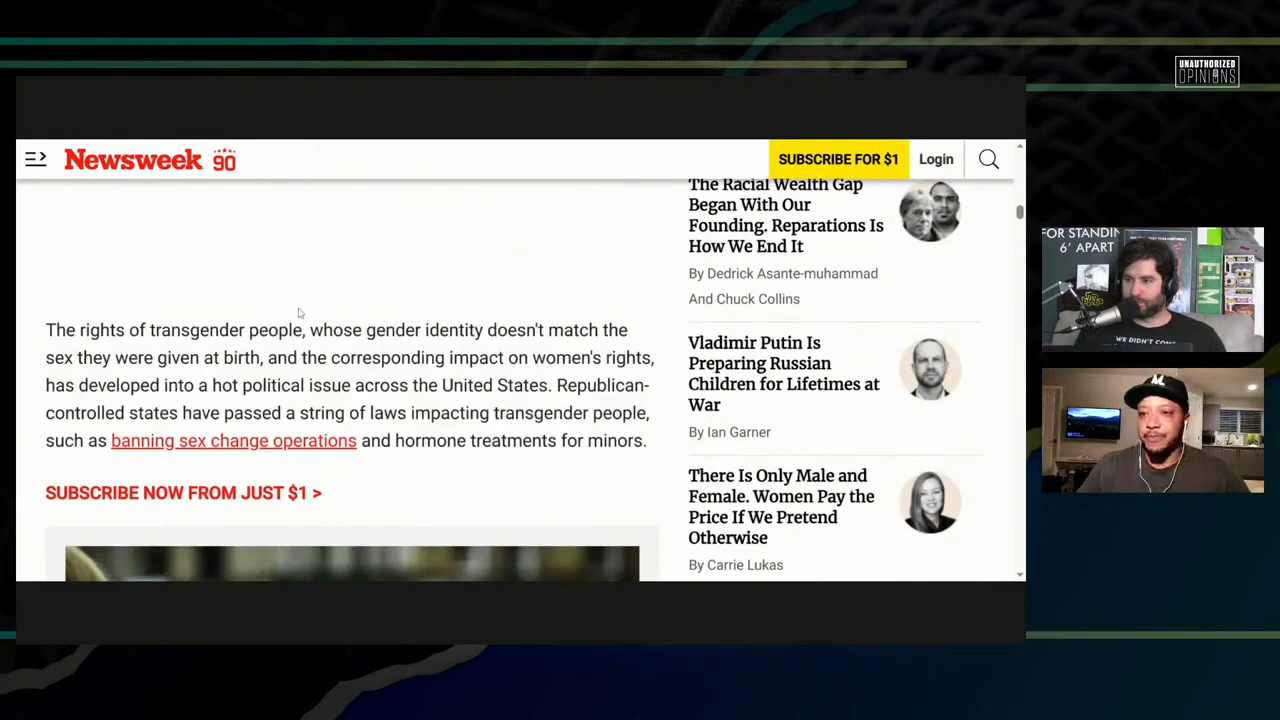 UNAUTHORIZED
OPINIONS
Newsweek 90
SUBSCRIBE FOR $1
Login
The rights of transgender people, whose gender identity doesn't match the
sex they were given at birth, and the corresponding impact on women's rights,
has developed into a hot political issue across the United States. Republican-
controlled states have passed a string of laws impacting transgender people,
such as banning sex change operations and hormone treatments for minors.
SUBSCRIBE NOW FROM JUST $1 >
The Racial Wealth Gap
Began With Our
Founding. Reparations Is
How We End It
By Dedrick Asante-muhammad
And Chuck Collins
Vladimir Putin Is
Preparing Russian
Children for Lifetimes at
War
By Ian Garner
There Is Only Male and
Female. Women Pay the
Price If We Pretend
Otherwise
By Carrie Lukas
FOR STANDIN
6' APART
ELM
WE DIDN'T COME
M